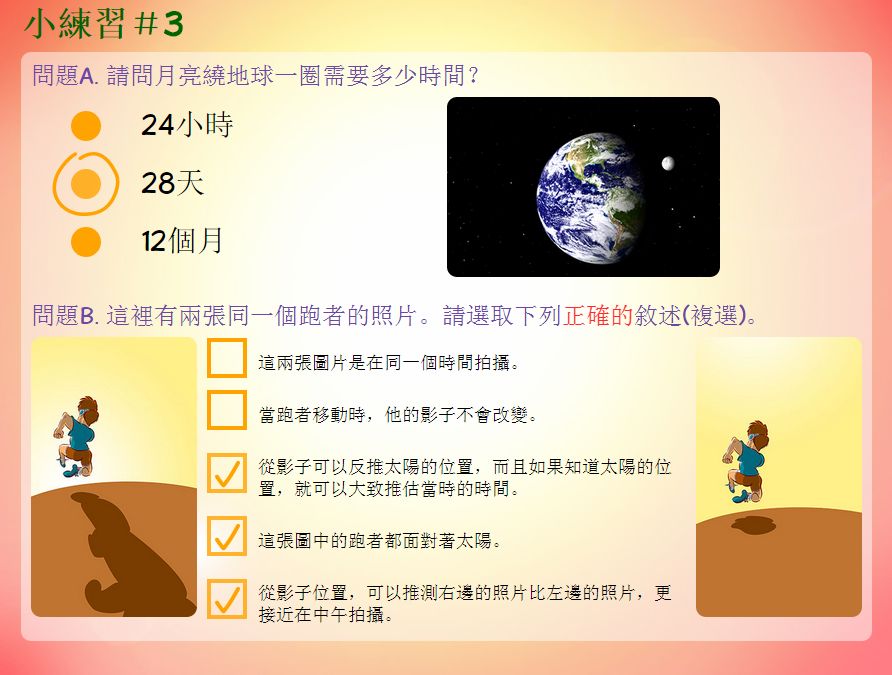 小練習＃3
問題A. 請問月亮繞地球一圈需要多少時間？
24小時
28天
12個月
問題B. 這裡有兩張同一個跑者的照片。請選取下列正確的敘述(複選)。
這兩張圖片是在同一個時間拍攝。
當跑者移動時，他的影子不會改變。
從影子可以反推太陽的位置，而且如果知道太陽的位
置，就可以大致推估當時的時間。
這張圖中的跑者都面對著太陽。
從影子位置，可以推測右邊的照片比左邊的照片，更
接近在中午拍攝。